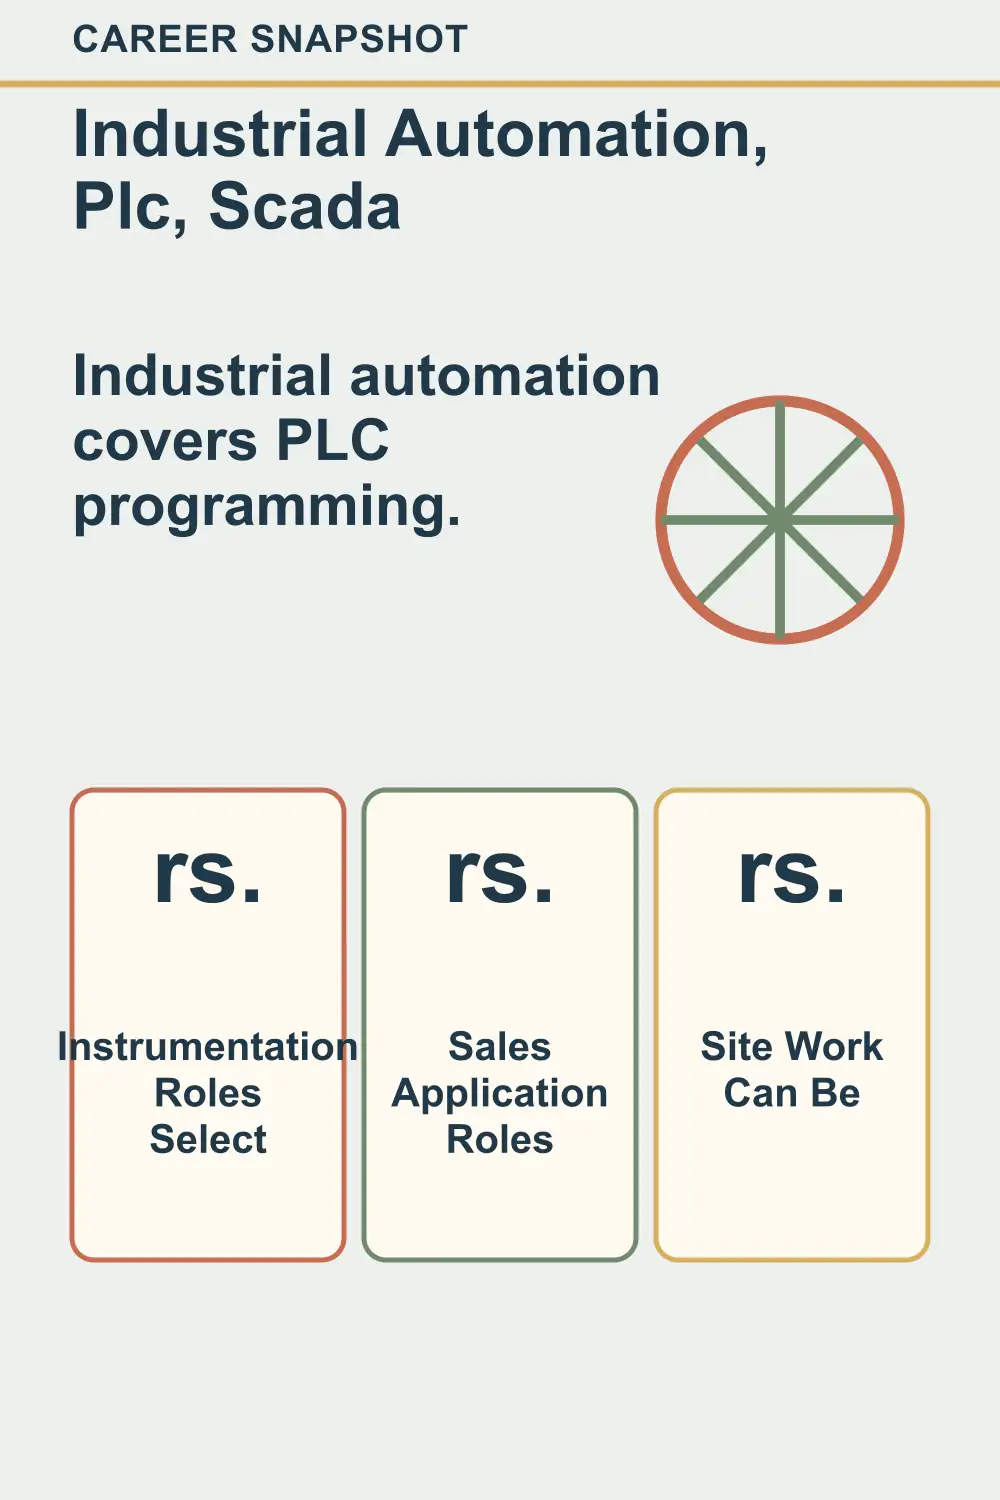 CAREER SNAPSHOT
Industrial Automation,
Plc, Scada
Industrial automation
covers PLC
programming.
rs.
Instrumentation
Roles
Select
rs.
Sales
Application
Roles
rs.
Site Work
Can Be